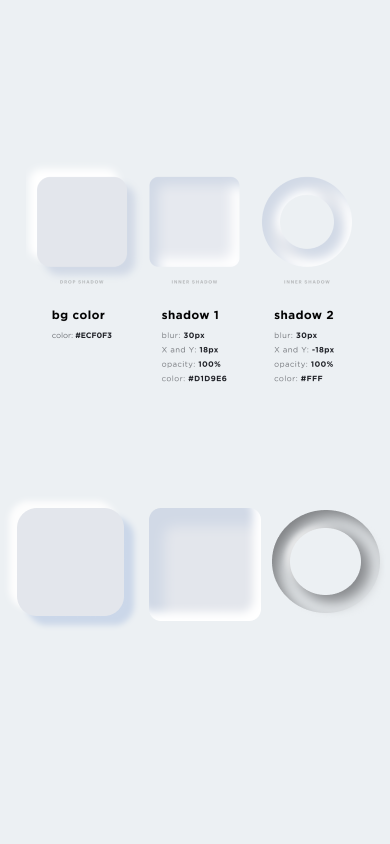 DROP SHADOW
INNER SHADOW
INNER SHADOW
bg color
color: #ECF0F3
shadow 1
blur: 30px
X and Y: 18px
opacity: 100%
color: #D1D9E6
shadow 2
blur: 30px
X and Y: -18px
opacity: 100%
color: #FFF